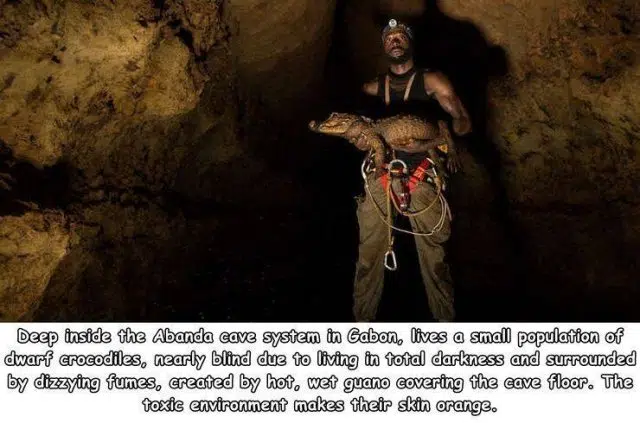 Deep inside the Abanda cave system in Gabon, lives a small population of
dwarf crocodiles, nearly blind due to living in total darkness and surrounded
by dizzying fumes, created by hot, wet guano covering the cave floor. The
toxic environment makes their skin orange.